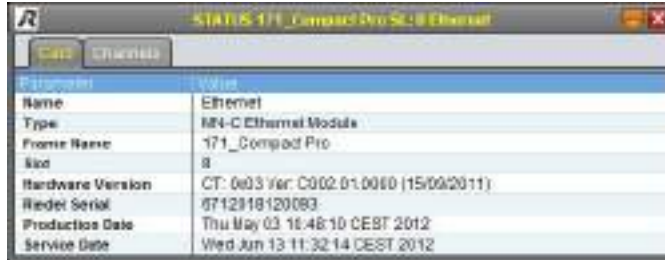 STATUS 171_Compact Pro SL: 8 Ethernet
Card Channels
Parameter Value
Name Ethernet
Type MN-C Ethernet Module
Frame Name 171_Compact Pro
Slot 8
Hardware Version CT: 0x03 Ver: C002.01.0000 (15/09/2011)
Riedel Serial 6712018120093
Production Date Thu May 03 16:48:10 CEST 2012
Service Date Wed Jun 13 11:32:14 CEST 2012